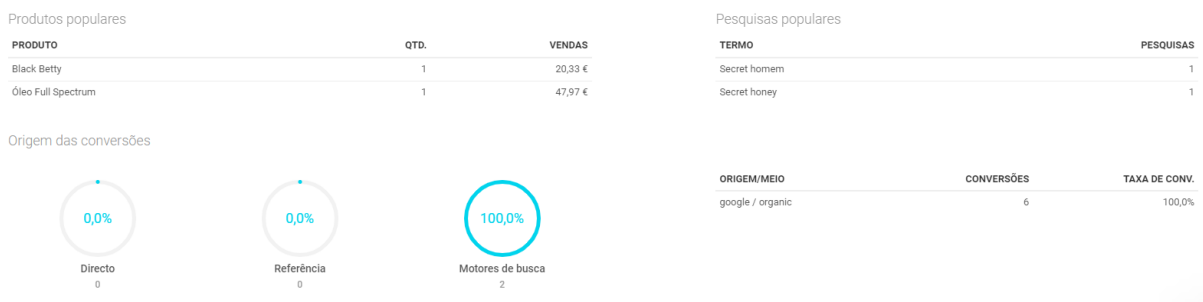 Produtos populares
PRODUTO QTD. VENDAS
Black Betty 1 20,33 €
Óleo Full Spectrum 1 47,97 €
Pesquisas populares
TERMO PESQUISAS
Secret homem 1
Secret honey 1
Origem das conversões
0,0% 0,0% 100,0%
Directo Referência Motores de busca
0 0 2
ORIGEM/MEIO CONVERSÕES TAXA DE CONV.
google / organic 6 100,0%